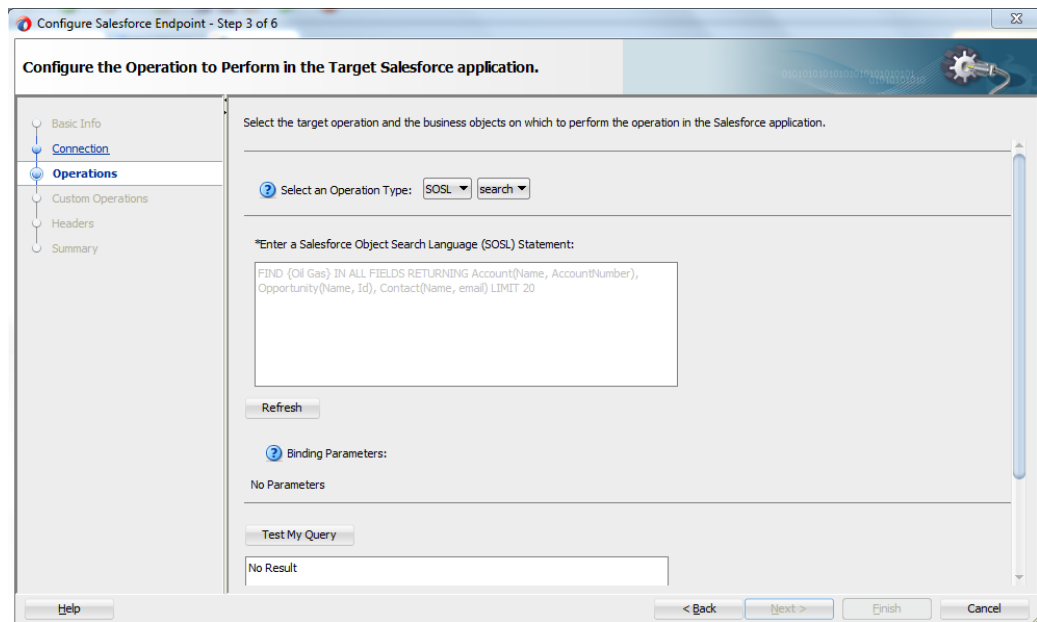 Configure Salesforce Endpoint - Step 3 of 6
Configure the Operation to Perform in the Target Salesforce application.
Basic Info
Connection
Operations
Custom Operations
Headers
Summary
Select the target operation and the business objects on which to perform the operation in the Salesforce application.
Select an Operation Type: SOSL search
*Enter a Salesforce Object Search Language (SOSL) Statement:
FIND {Oil Gas} IN ALL FIELDS RETURNING Account(Name, AccountNumber),
Opportunity(Name, Id), Contact(Name, email) LIMIT 20
Refresh
Binding Parameters:
No Parameters
Test My Query
No Result
Help
< Back
Next >
Finish
Cancel